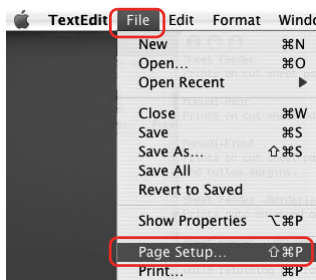 TextEdit File Edit Format Windo
New ⌘N
Open... ⌘O
Open Recent ▶
Close ⌘W
Save ⌘S
Save As... ⇧⌘S
Save All
Revert to Saved
Show Properties ⌥⌘P
Page Setup... ⇧⌘P
Print... ⌘P